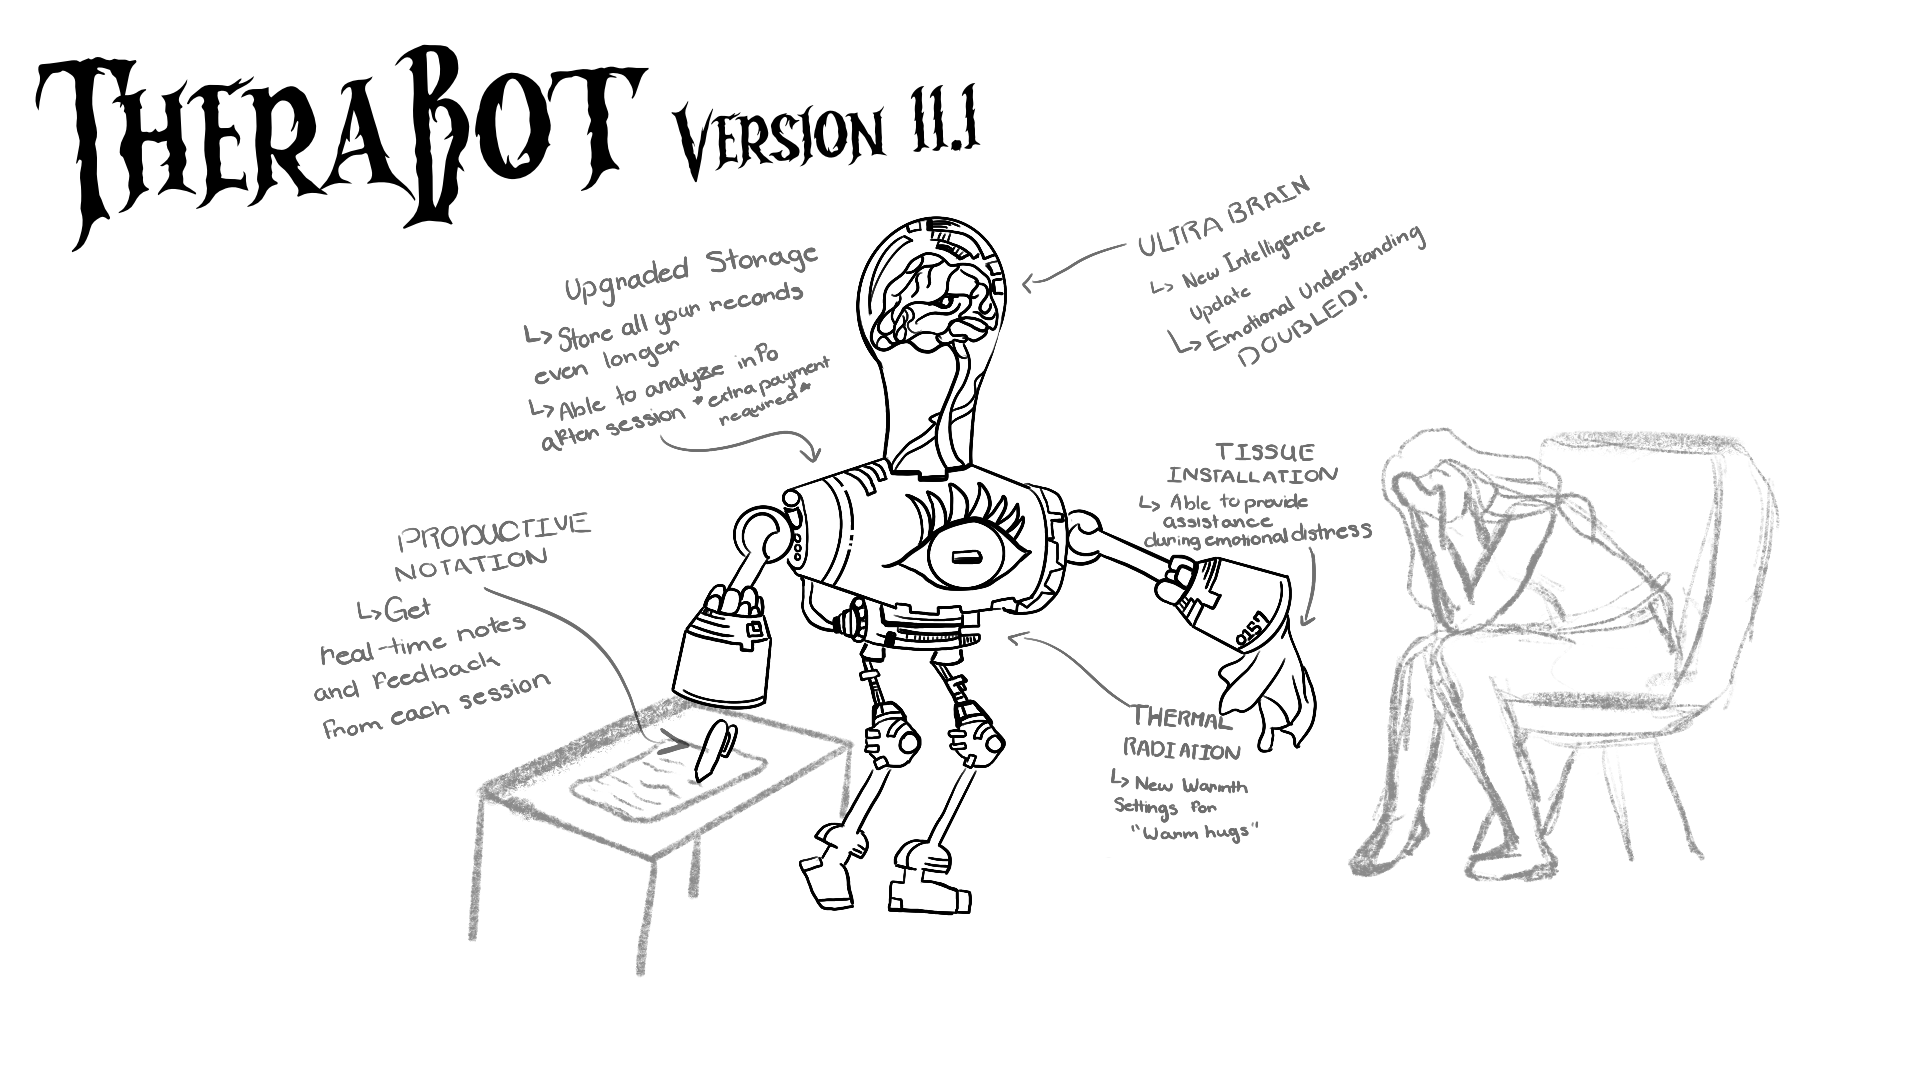 THERABOT VERSION 11.1
Upgraded Storage
↳ Store all your records
even longer
↳ Able to analyze info
after session *extra payment
required*
ULTRA BRAIN
↳ New Intelligence
Update
↳ Emotional Understanding
DOUBLED!
PRODUCTIVE
NOTATION
↳ Get
real-time notes
and feedback
from each session
TISSUE
INSTALLATION
↳ Able to provide
assistance
during emotional distress
0157
THERMAL
RADIATION
↳ New Warmth
Settings for
"Warm hugs"